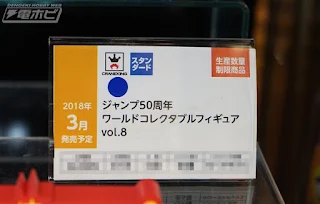 電ホビ
CRANEKING
スタン
ダード
生産数量
制限商品
2018年
3月
発売予定
ジャンプ50周年
ワールドコレクタブルフィギュア
vol.8